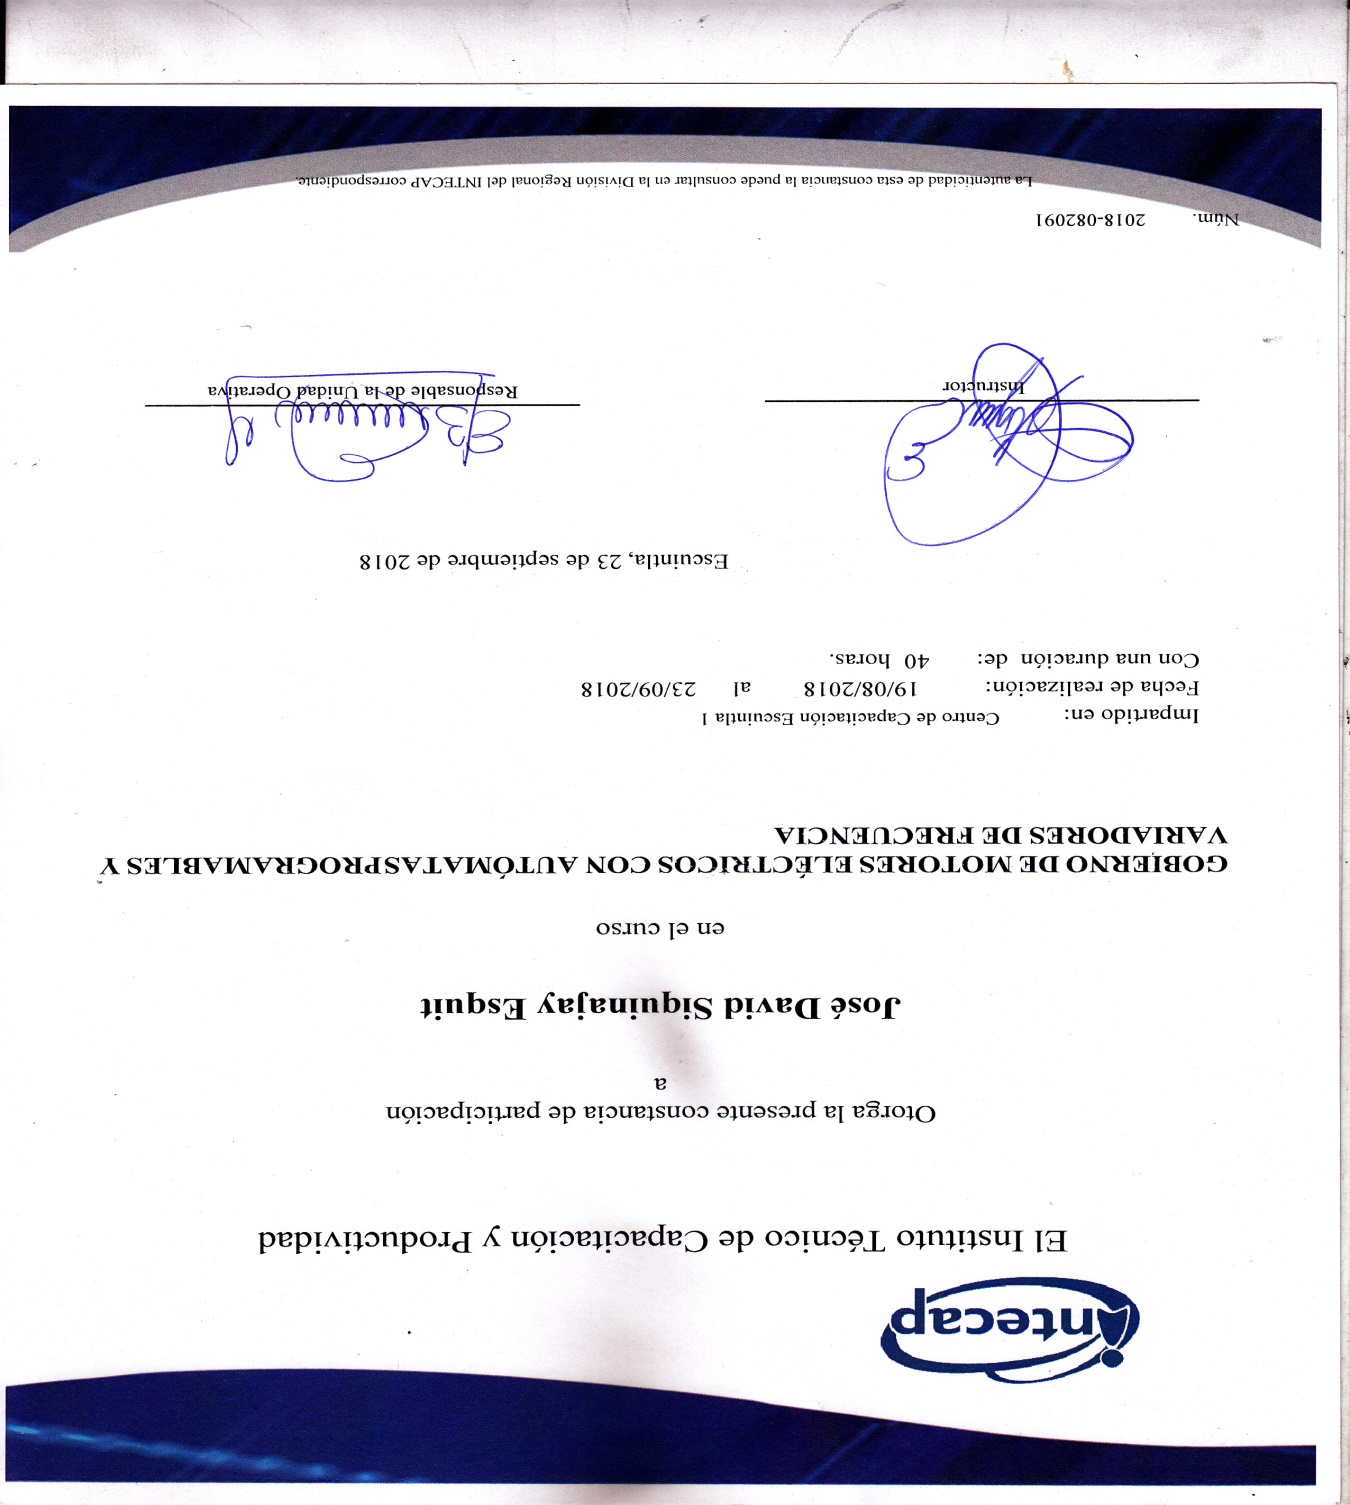 intecap
El Instituto Técnico de Capacitación y Productividad
Otorga la presente constancia de participación
a
José David Siquinajay Esquit
en el curso
GOBIERNO DE MOTORES ELÉCTRICOS CON AUTÓMATAS PROGRAMABLES Y
VARIADORES DE FRECUENCIA
Impartido en: Centro de Capacitación Escuintla 1
Fecha de realización: 19/08/2018 al 23/09/2018
Con una duración de: 40 horas.
Escuintla, 23 de septiembre de 2018
Instructor
Responsable de la Unidad Operativa
Núm. 2018-082091
La autenticidad de esta constancia la puede consultar en la División Regional del INTECAP correspondiente.